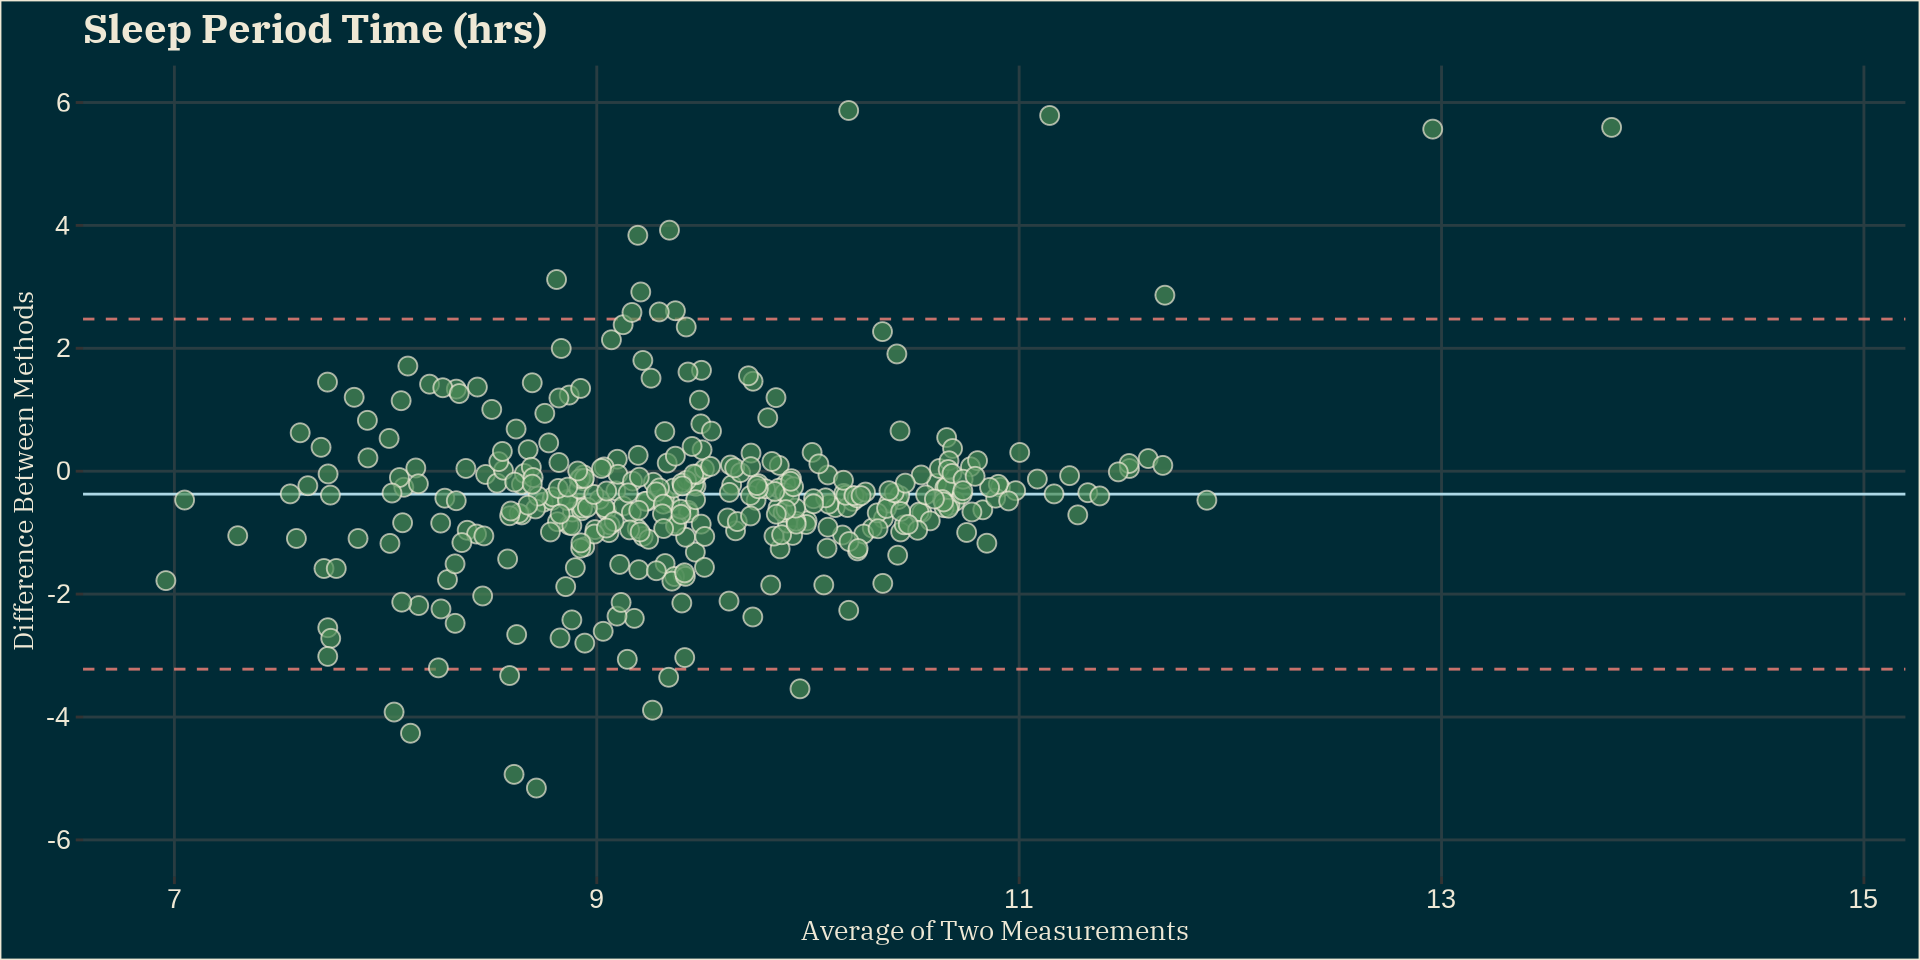 Sleep Period Time (hrs)
Difference Between Methods
6
4
2
0
-2
-4
-6
7 9 11 13 15
Average of Two Measurements